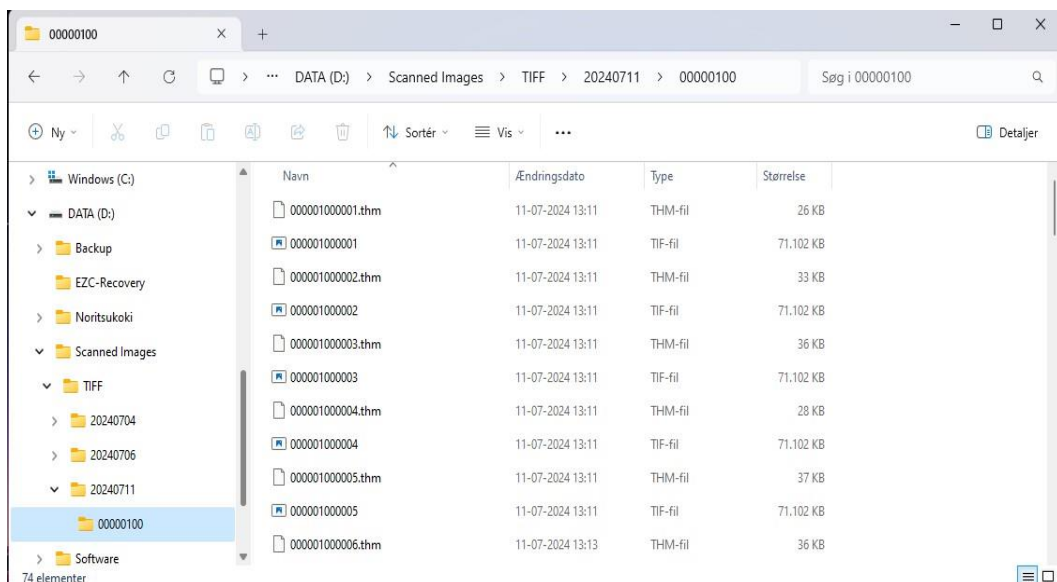 00000100
DATA (D:) > Scanned Images > TIFF > 20240711 > 00000100 Søg i 00000100
Ny Sortér Vis Detaljer
Windows (C:)
DATA (D:)
Backup
EZC-Recovery
Noritsukoki
Scanned Images
TIFF
20240704
20240706
20240711
00000100
Software
Navn Ændringsdato Type Størrelse
000001000001.thm 11-07-2024 13:11 THM-fil 26 KB
000001000001 11-07-2024 13:11 TIF-fil 71.102 KB
000001000002.thm 11-07-2024 13:11 THM-fil 33 KB
000001000002 11-07-2024 13:11 TIF-fil 71.102 KB
000001000003.thm 11-07-2024 13:11 THM-fil 36 KB
000001000003 11-07-2024 13:11 TIF-fil 71.102 KB
000001000004.thm 11-07-2024 13:11 THM-fil 28 KB
000001000004 11-07-2024 13:11 TIF-fil 71.102 KB
000001000005.thm 11-07-2024 13:11 THM-fil 37 KB
000001000005 11-07-2024 13:11 TIF-fil 71.102 KB
000001000006.thm 11-07-2024 13:13 THM-fil 36 KB
74 elementer